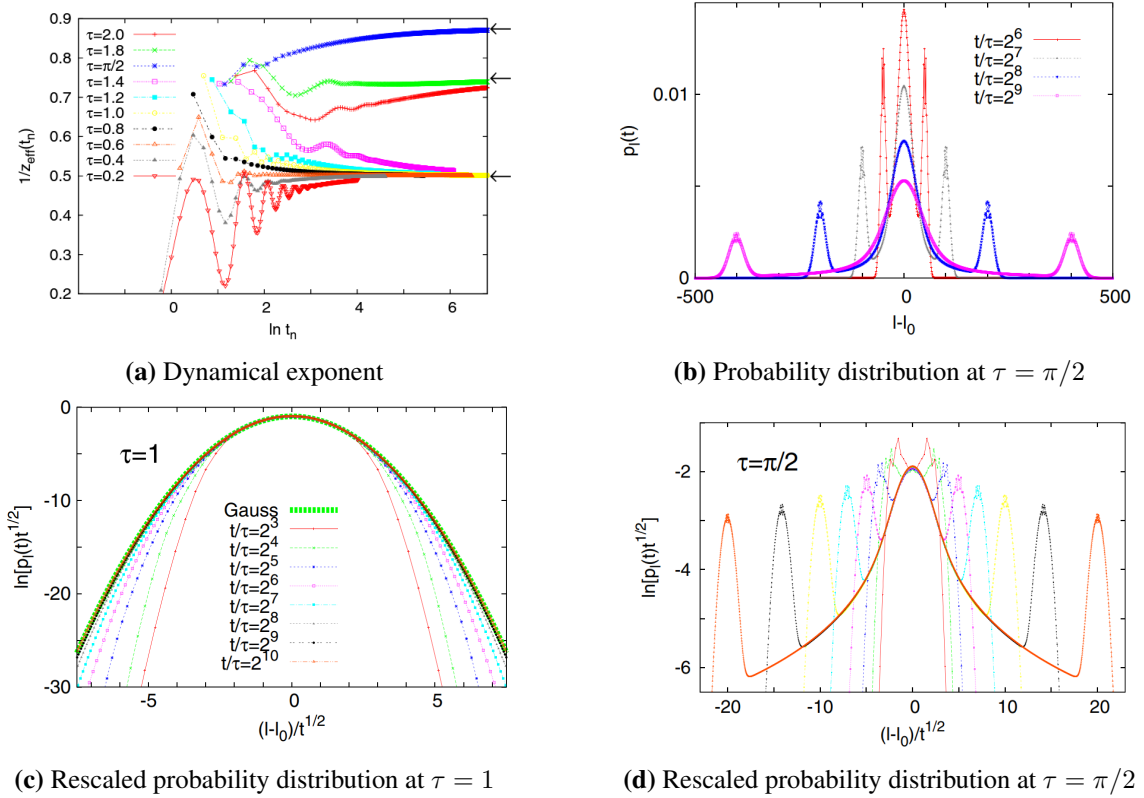 0.9
0.8
0.7
0.6
0.5
0.4
0.3
0.2
1/z_eff(t_n)
τ=2.0
τ=1.8
τ=π/2
τ=1.4
τ=1.2
τ=1.0
τ=0.8
τ=0.6
τ=0.4
τ=0.2
0 1 2 3 4 5 6
ln t_n
(a) Dynamical exponent
0.01
0
p_l(t)
t/τ=2^6
t/τ=2^7
t/τ=2^8
t/τ=2^9
-500 0 500
l-l_0
(b) Probability distribution at τ = π/2
0
-10
-20
-30
ln[p_l(t)t^1/2]
τ=1
Gauss
t/τ=2^3
t/τ=2^4
t/τ=2^5
t/τ=2^6
t/τ=2^7
t/τ=2^8
t/τ=2^9
t/τ=2^10
-5 0 5
(l-l_0)/t^1/2
(c) Rescaled probability distribution at τ = 1
-2
-4
-6
ln[p_l(t)t^1/2]
τ=π/2
-20 -10 0 10 20
(l-l_0)/t^1/2
(d) Rescaled probability distribution at τ = π/2